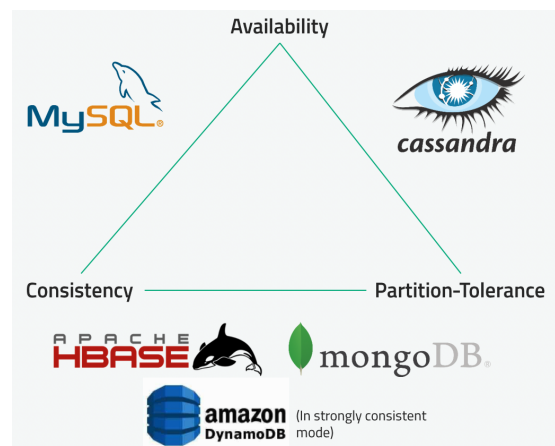 Availability
MySQL®
cassandra
Consistency
Partition-Tolerance
APACHE
HBASE
mongoDB®
amazon
DynamoDB
(In strongly consistent
mode)